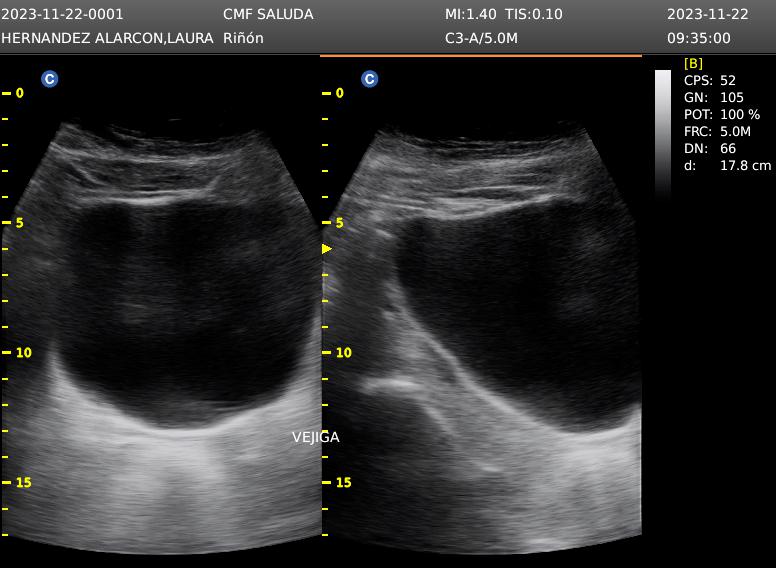 2023-11-22-0001 CMF SALUDA MI:1.40 TIS:0.10 2023-11-22
HERNANDEZ ALARCON,LAURA Riñón C3-A/5.0M 09:35:00
[B]
C C
CPS: 52
0 0
GN: 105
POT: 100 %
FRC: 5.0M
DN: 66
d: 17.8 cm
5 5
10 10
VEJIGA
15 15